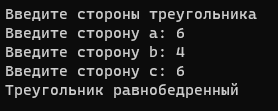 Введите стороны треугольника
Введите сторону a: 6
Введите сторону b: 4
Введите сторону c: 6
Треугольник равнобедренный